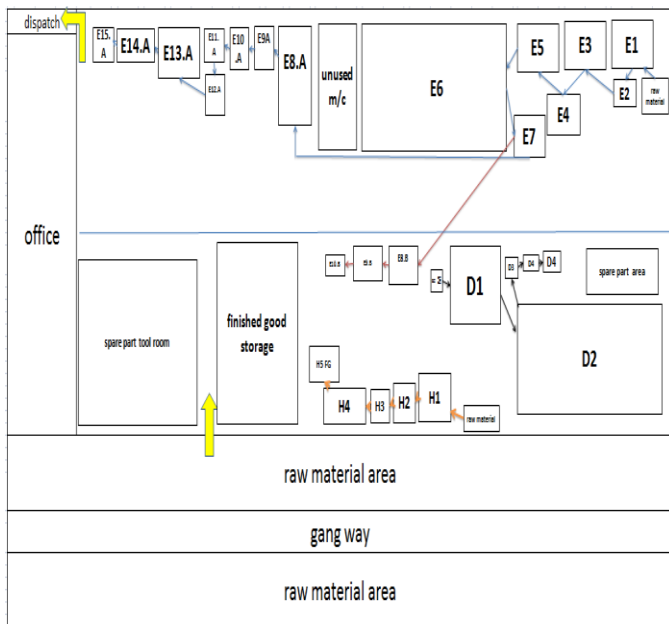 dispatch
E15.
A
E14.A
E13.A
E11.
A
E12.A
E10
.A
E9A
E8.A
unused
m/c
E6
E5
E3
E1
E4
E2
raw
material
E7
office
E8.B
D1
D3
D4
D4
spare part area
D2
spare part tool room
finished good
storage
H5 FG
H4
H3
H2
H1
raw material
raw material area
gang way
raw material area